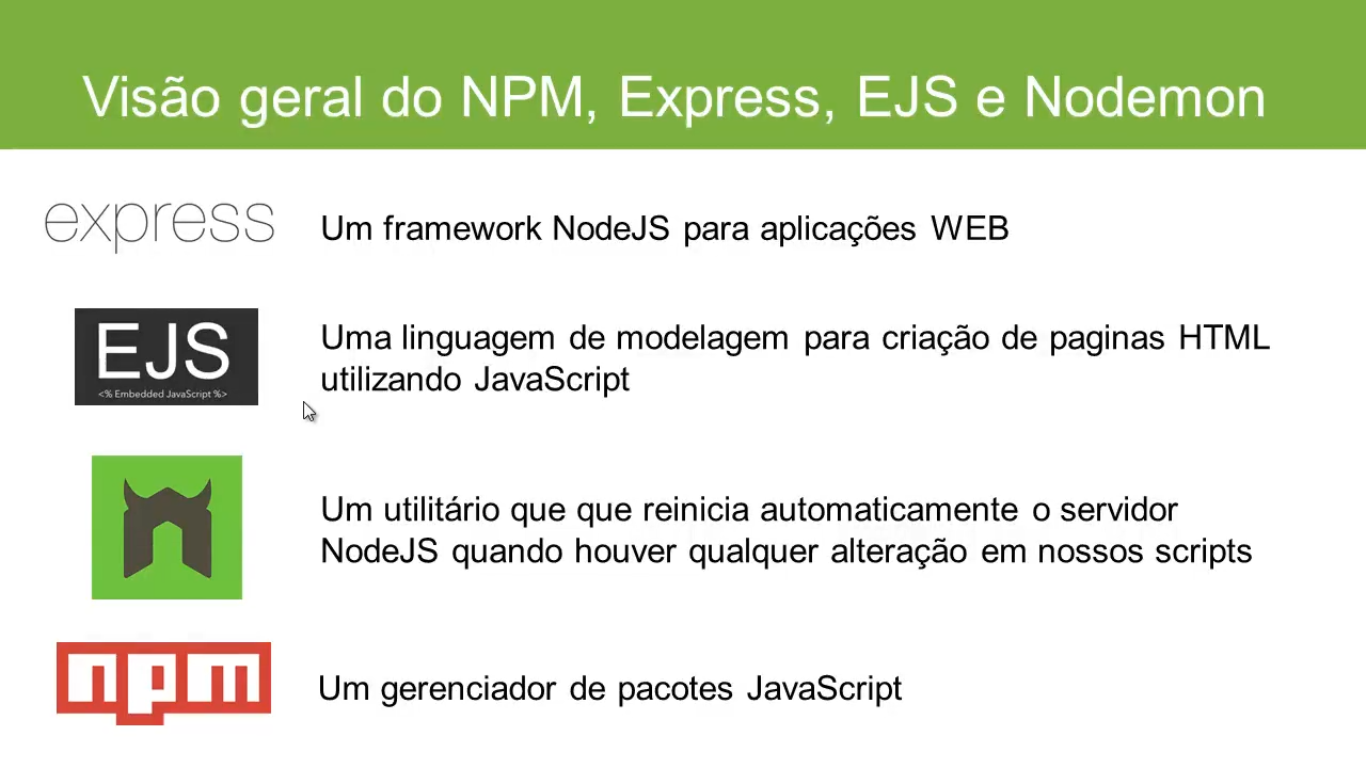 Visão geral do NPM, Express, EJS e Nodemon
express
Um framework NodeJS para aplicações WEB
EJS
<% Embedded JavaScript %>
Uma linguagem de modelagem para criação de paginas HTML
utilizando JavaScript
Um utilitário que que reinicia automaticamente o servidor
NodeJS quando houver qualquer alteração em nossos scripts
npm
Um gerenciador de pacotes JavaScript